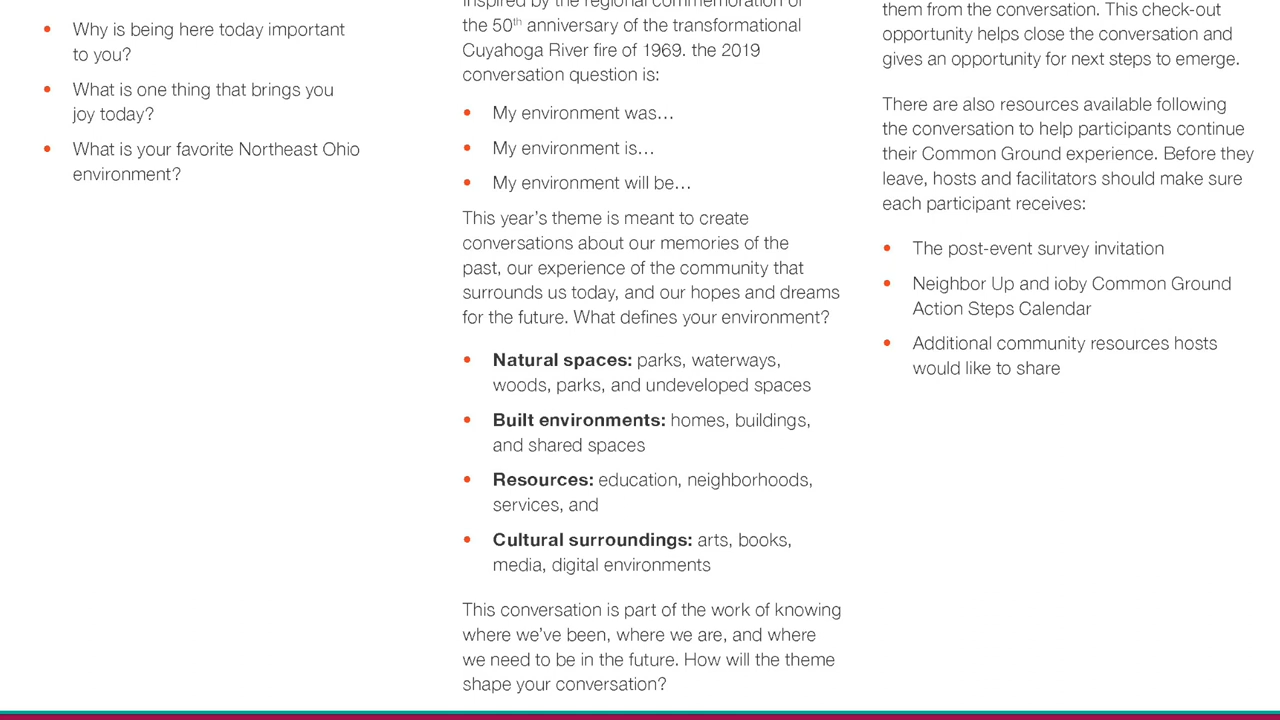 • Why is being here today important
to you?
• What is one thing that brings you
joy today?
• What is your favorite Northeast Ohio
environment?
Inspired by the regional commemoration of
the 50th anniversary of the transformational
Cuyahoga River fire of 1969. the 2019
conversation question is:
• My environment was…
• My environment is…
• My environment will be…
This year’s theme is meant to create
conversations about our memories of the
past, our experience of the community that
surrounds us today, and our hopes and dreams
for the future. What defines your environment?
• Natural spaces: parks, waterways,
woods, parks, and undeveloped spaces
• Built environments: homes, buildings,
and shared spaces
• Resources: education, neighborhoods,
services, and
• Cultural surroundings: arts, books,
media, digital environments
This conversation is part of the work of knowing
where we’ve been, where we are, and where
we need to be in the future. How will the theme
shape your conversation?
them from the conversation. This check-out
opportunity helps close the conversation and
gives an opportunity for next steps to emerge.
There are also resources available following
the conversation to help participants continue
their Common Ground experience. Before they
leave, hosts and facilitators should make sure
each participant receives:
• The post-event survey invitation
• Neighbor Up and ioby Common Ground
Action Steps Calendar
• Additional community resources hosts
would like to share